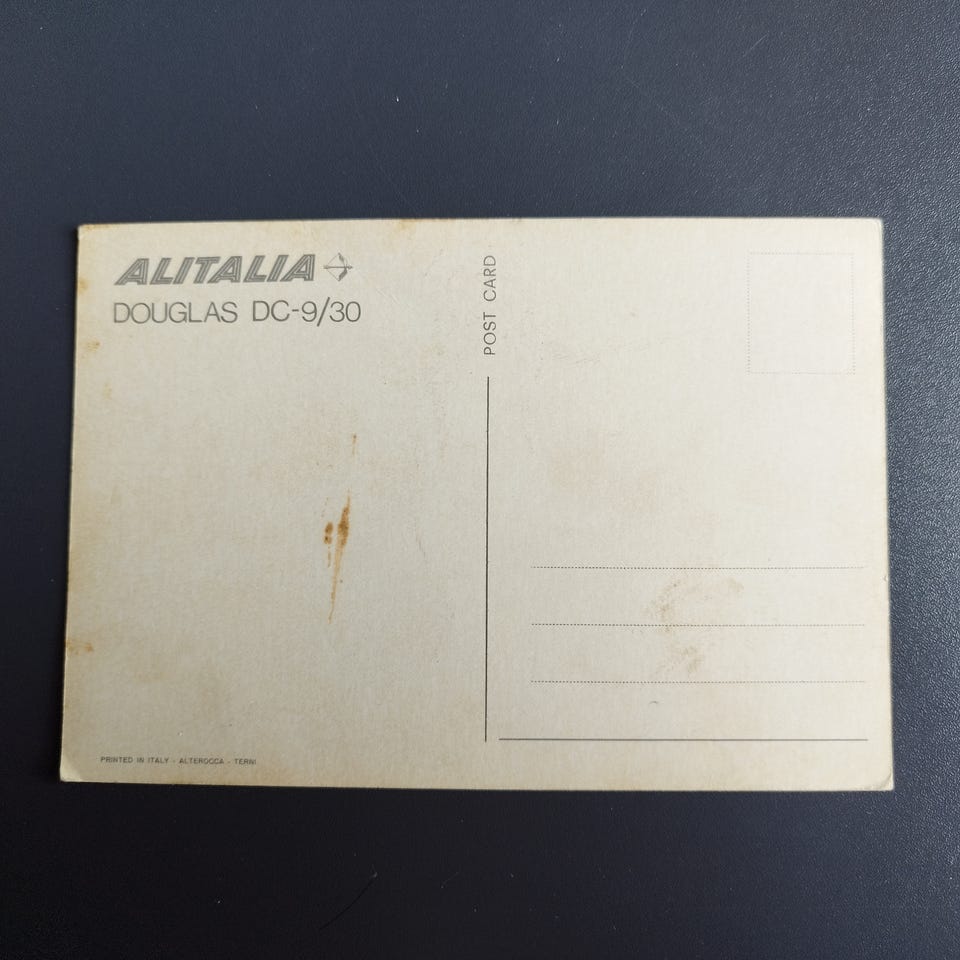 ALITALIA
DOUGLAS DC-9/30
POST CARD
PRINTED IN ITALY - ALTEROCCA - TERNI